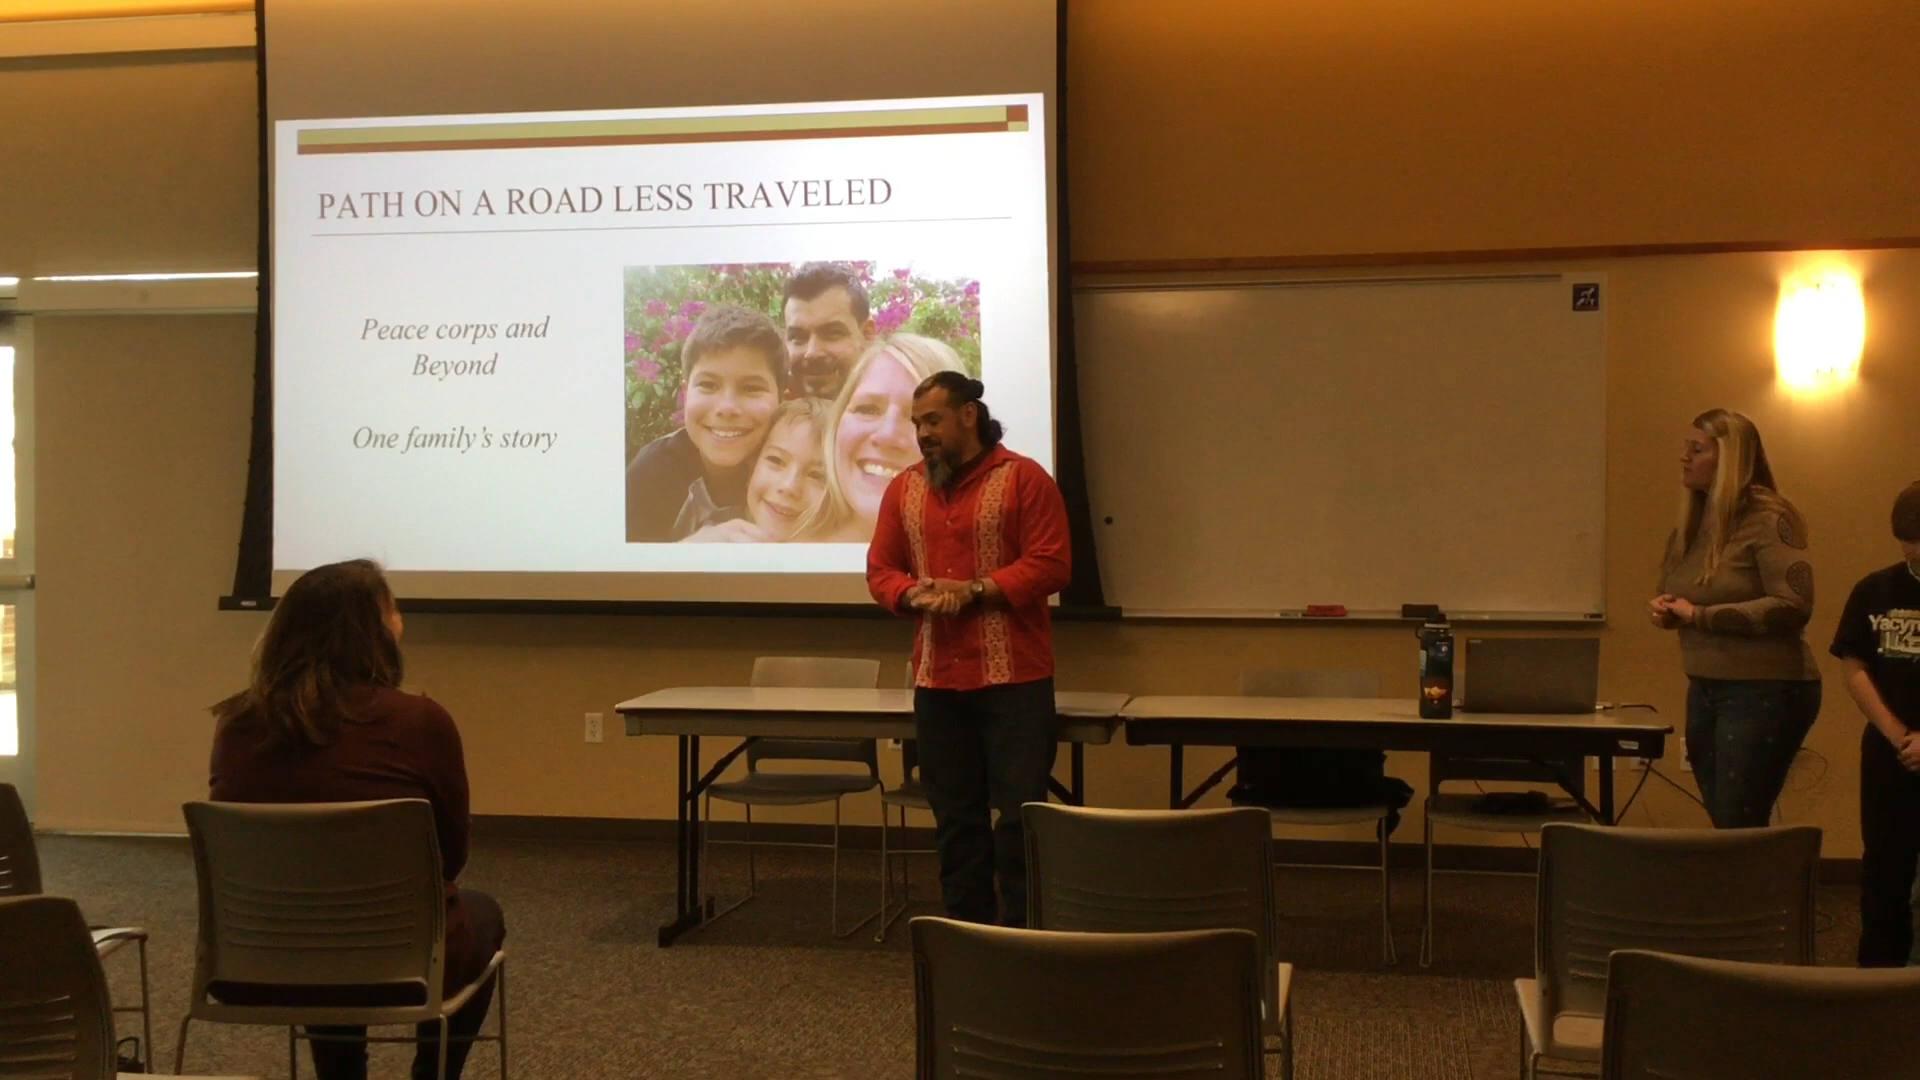 PATH ON A ROAD LESS TRAVELED
Peace corps and
Beyond
One family's story